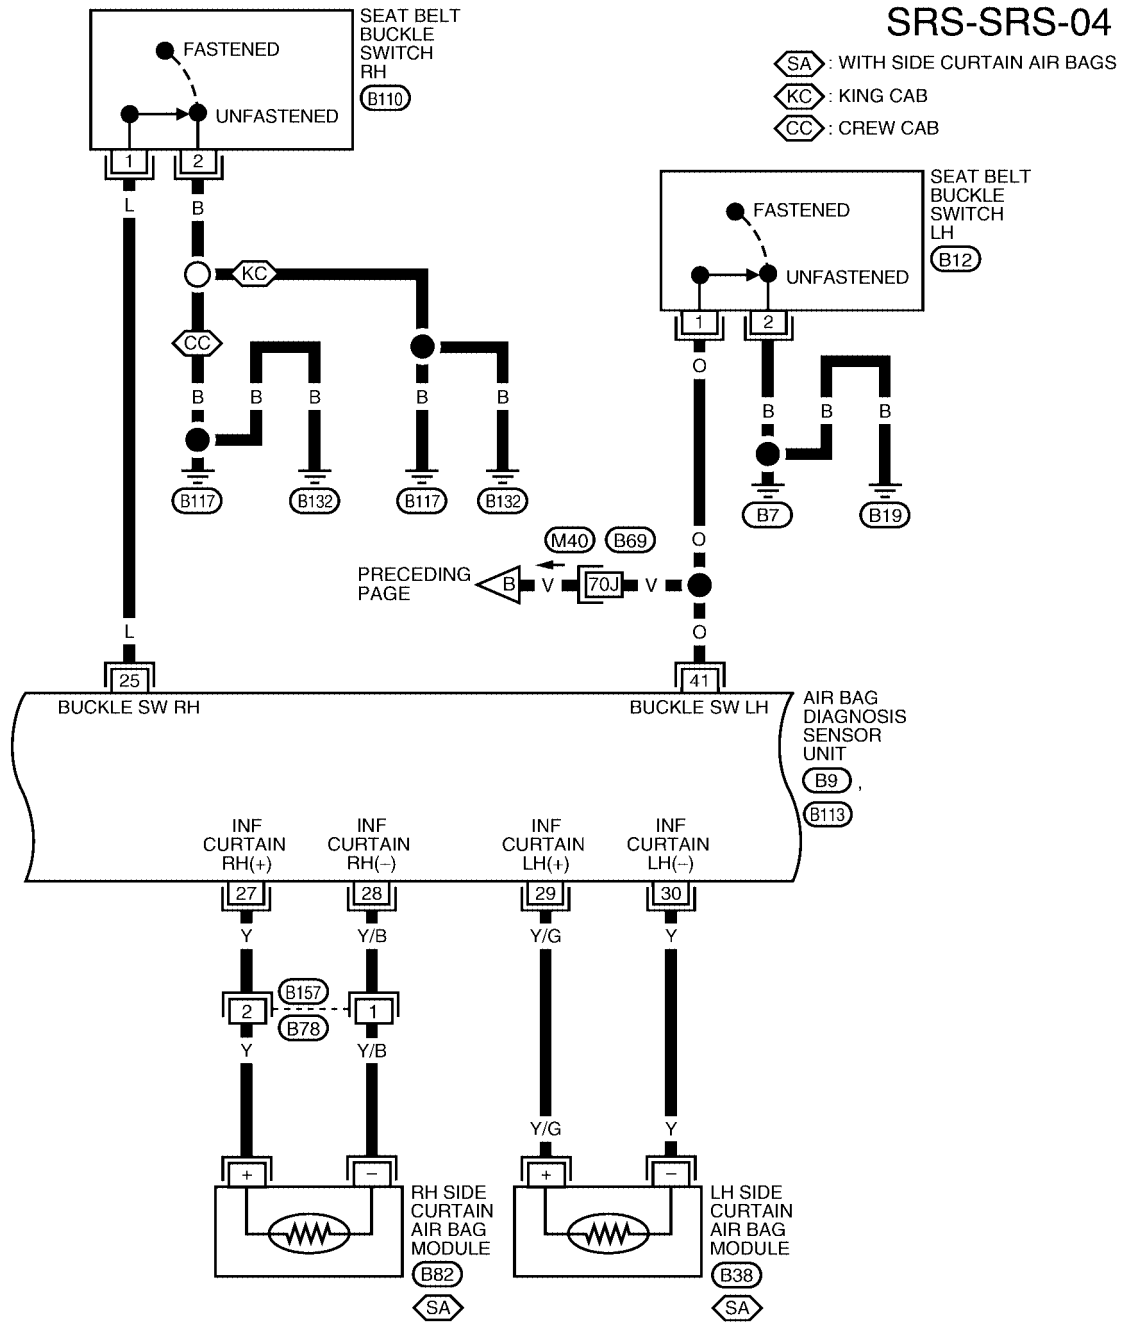 SRS-SRS-04
SA : WITH SIDE CURTAIN AIR BAGS
KC : KING CAB
CC : CREW CAB
SEAT BELT
BUCKLE
SWITCH
RH
B110
FASTENED
UNFASTENED
1 2
L B
KC
CC
B B B B B
B117 B132 B117 B132
SEAT BELT
BUCKLE
SWITCH
LH
B12
FASTENED
UNFASTENED
1 2
O
B B B
B7 B19
O
M40 B69
PRECEDING
PAGE
B V 70J V
L O
25 41
BUCKLE SW RH BUCKLE SW LH
AIR BAG
DIAGNOSIS
SENSOR
UNIT
B9 ,
B113
INF
CURTAIN
RH(+)
INF
CURTAIN
RH(–)
INF
CURTAIN
LH(+)
INF
CURTAIN
LH(–)
27 28 29 30
Y Y/B Y/G Y
2 B157 1
B78
Y Y/B
Y/G Y
+ – + –
RH SIDE
CURTAIN
AIR BAG
MODULE
B82
SA
LH SIDE
CURTAIN
AIR BAG
MODULE
B38
SA